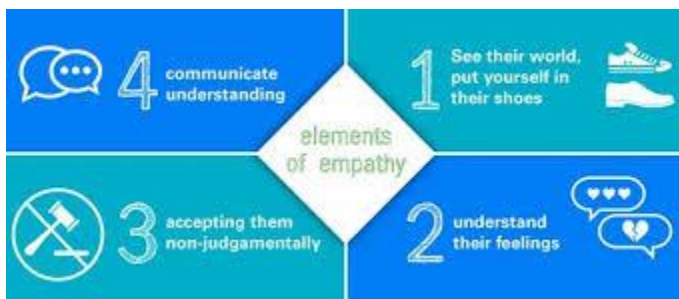 4
communicate
understanding
1
See their world,
put yourself in
their shoes
elements
of empathy
3
accepting them
non-judgamentally
2
understand
their feelings